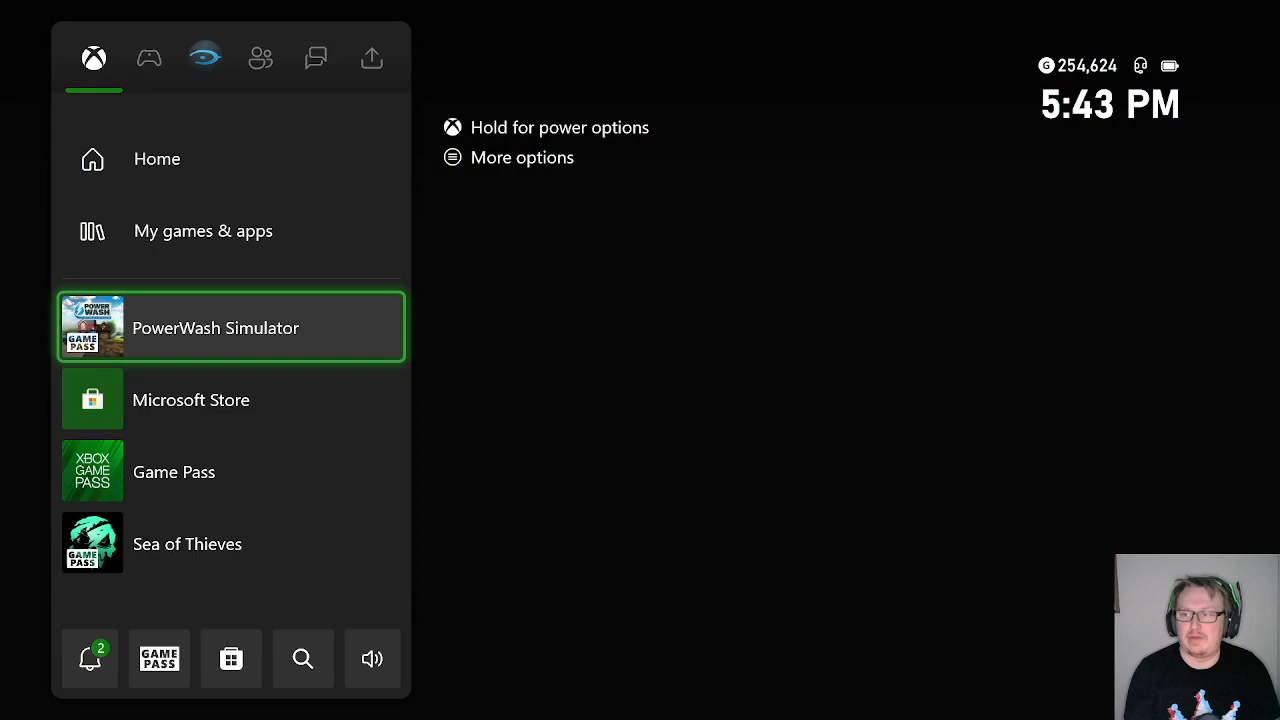 254,624
5:43 PM
Hold for power options
More options
Home
My games & apps
POWER
WASH
GAME
PASS
PowerWash Simulator
Microsoft Store
XBOX
GAME
PASS
Game Pass
GAME
PASS
Sea of Thieves
2
GAME
PASS